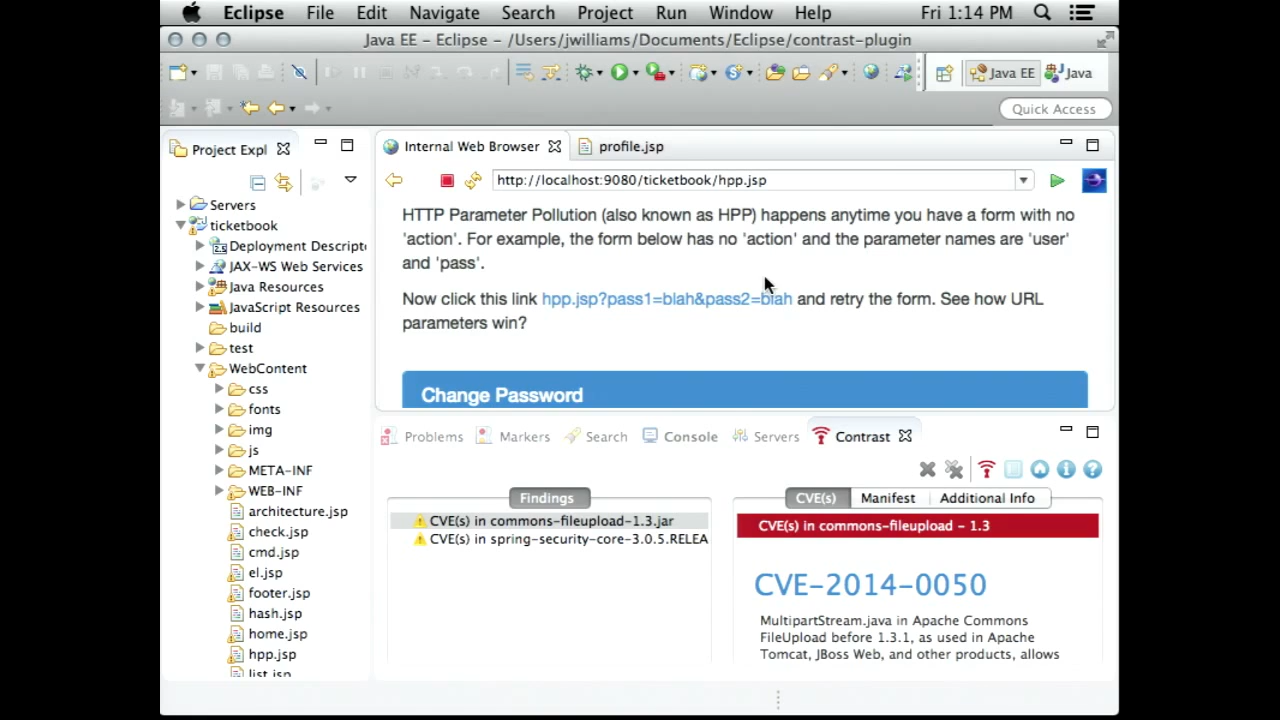 Eclipse File Edit Navigate Search Project Run Window Help Fri 1:14 PM
Java EE – Eclipse – /Users/jwilliams/Documents/Eclipse/contrast-plugin
Java EE Java
Quick Access
Project Expl
Servers
ticketbook
2.5 Deployment Descripto
JAX-WS Web Services
Java Resources
JavaScript Resources
build
test
WebContent
css
fonts
img
js
META-INF
WEB-INF
architecture.jsp
check.jsp
cmd.jsp
el.jsp
footer.jsp
hash.jsp
home.jsp
hpp.jsp
list.jsp
Internal Web Browser profile.jsp
http://localhost:9080/ticketbook/hpp.jsp
HTTP Parameter Pollution (also known as HPP) happens anytime you have a form with no
'action'. For example, the form below has no 'action' and the parameter names are 'user'
and 'pass'.
Now click this link hpp.jsp?pass1=blah&pass2=blah and retry the form. See how URL
parameters win?
Change Password
Problems Markers Search Console Servers Contrast
Findings
CVE(s) in commons-fileupload-1.3.jar
CVE(s) in spring-security-core-3.0.5.RELEA
CVE(s) Manifest Additional Info
CVE(s) in commons-fileupload – 1.3
CVE-2014-0050
MultipartStream.java in Apache Commons
FileUpload before 1.3.1, as used in Apache
Tomcat, JBoss Web, and other products, allows